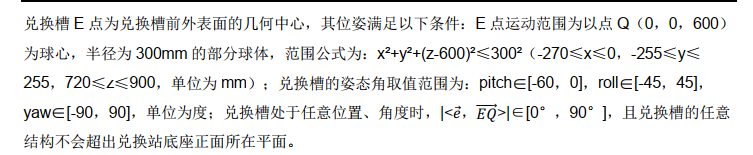 兑换槽 E 点为兑换槽前外表面的几何中心，其位姿满足以下条件：E 点运动范围为以点 Q（0，0，600）
为球心，半径为 300mm 的部分球体，范围公式为：x²+y²+(z-600)²≤300²（-270≤x≤0，-255≤y≤
255，720≤z≤900，单位为 mm）；兑换槽的姿态角取值范围为：pitch∈[-60，0]，roll∈[-45，45]，
yaw∈[-90，90]，单位为度；兑换槽处于任意位置、角度时，|<e⃗，EQ⃗>|∈[0°，90°]，且兑换槽的任意
结构不会超出兑换站底座正面所在平面。